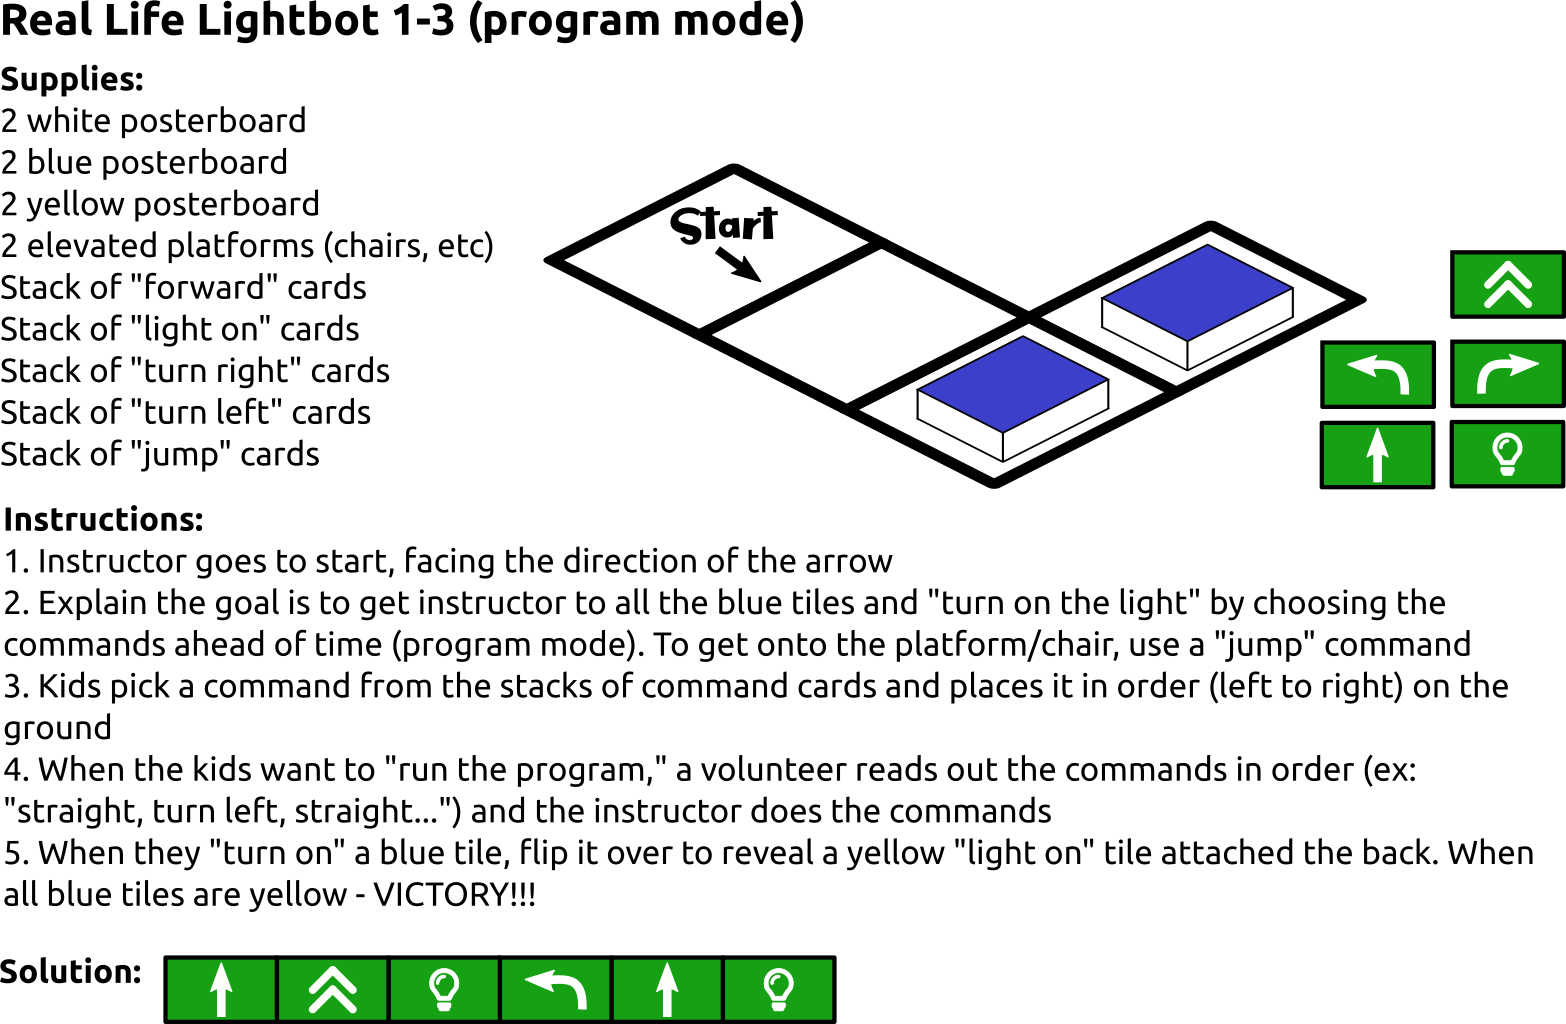 Real Life Lightbot 1-3 (program mode)
Supplies:
2 white posterboard
2 blue posterboard
2 yellow posterboard
2 elevated platforms (chairs, etc)
Stack of "forward" cards
Stack of "light on" cards
Stack of "turn right" cards
Stack of "turn left" cards
Stack of "jump" cards
Start
Instructions:
1. Instructor goes to start, facing the direction of the arrow
2. Explain the goal is to get instructor to all the blue tiles and "turn on the light" by choosing the
commands ahead of time (program mode). To get onto the platform/chair, use a "jump" command
3. Kids pick a command from the stacks of command cards and places it in order (left to right) on the
ground
4. When the kids want to "run the program," a volunteer reads out the commands in order (ex:
"straight, turn left, straight...") and the instructor does the commands
5. When they "turn on" a blue tile, flip it over to reveal a yellow "light on" tile attached the back. When
all blue tiles are yellow - VICTORY!!!
Solution: